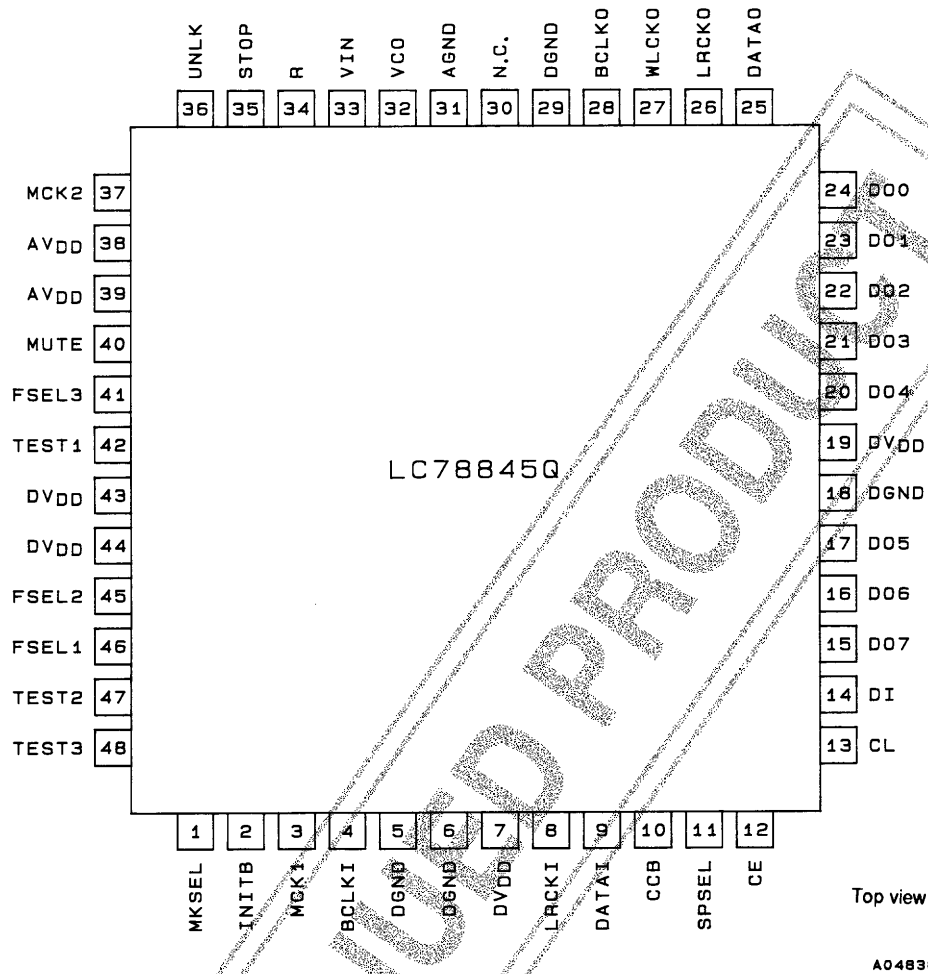 UNLK STOP R VIN VCO AGND N.C. DGND BCLKO WLCKO LRCKO DATAO
36 35 34 33 32 31 30 29 28 27 26 25
MCK2 37
AVDD 38
AVDD 39
MUTE 40
FSEL3 41
TEST1 42
DVDD 43
DVDD 44
FSEL2 45
FSEL1 46
TEST2 47
TEST3 48
LC78845Q
24 DO0
23 DO1
22 DO2
21 DO3
20 DO4
19 DVDD
18 DGND
17 DO5
16 DO6
15 DO7
14 DI
13 CL
1 2 3 4 5 6 7 8 9 10 11 12
MKSEL INITB MCK1 BCLKI DGND DGND DVDD LRCKI DATAI CCB SPSEL CE
UED PRODUCT
Top view